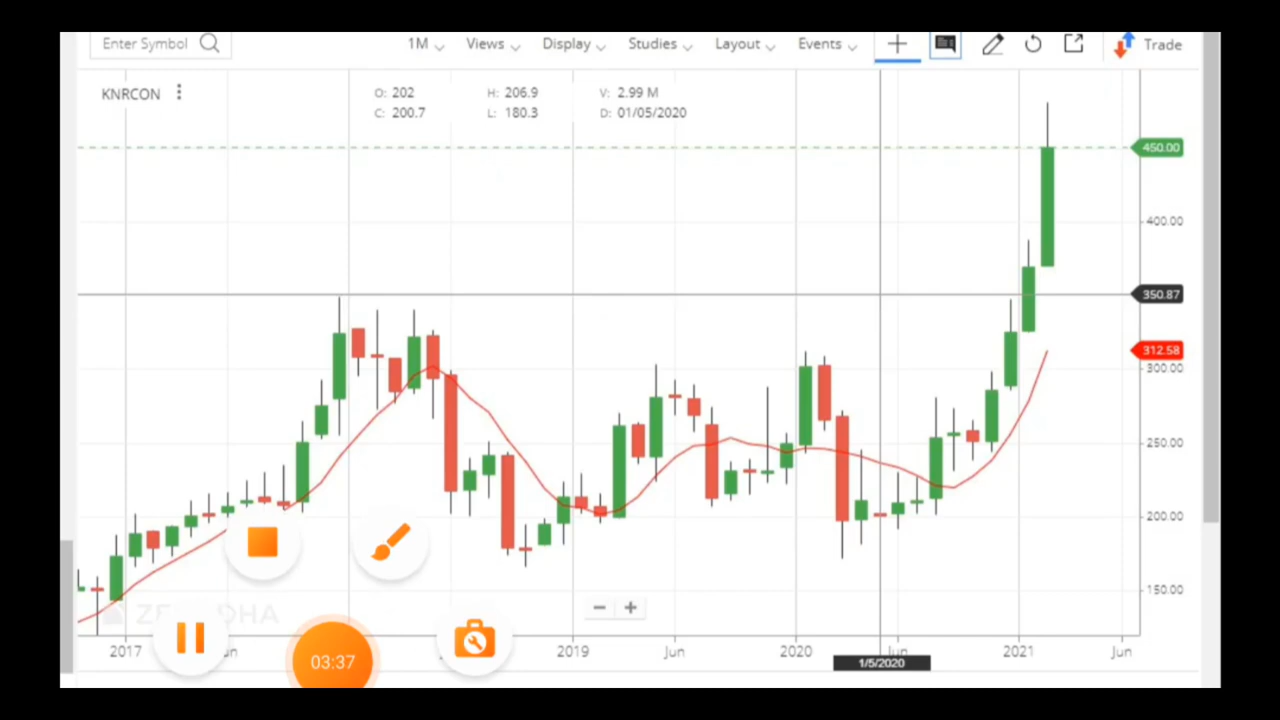 Enter Symbol 1M Views Display Studies Layout Events Trade
KNRCON O: 202 H: 206.9 V: 2.99 M
C: 200.7 L: 180.3 D: 01/05/2020
450.00
400.00
350.87
312.58
300.00
250.00
200.00
150.00
2017 2019 Jun 2020 Jun 2021 Jun
1/5/2020
03:37